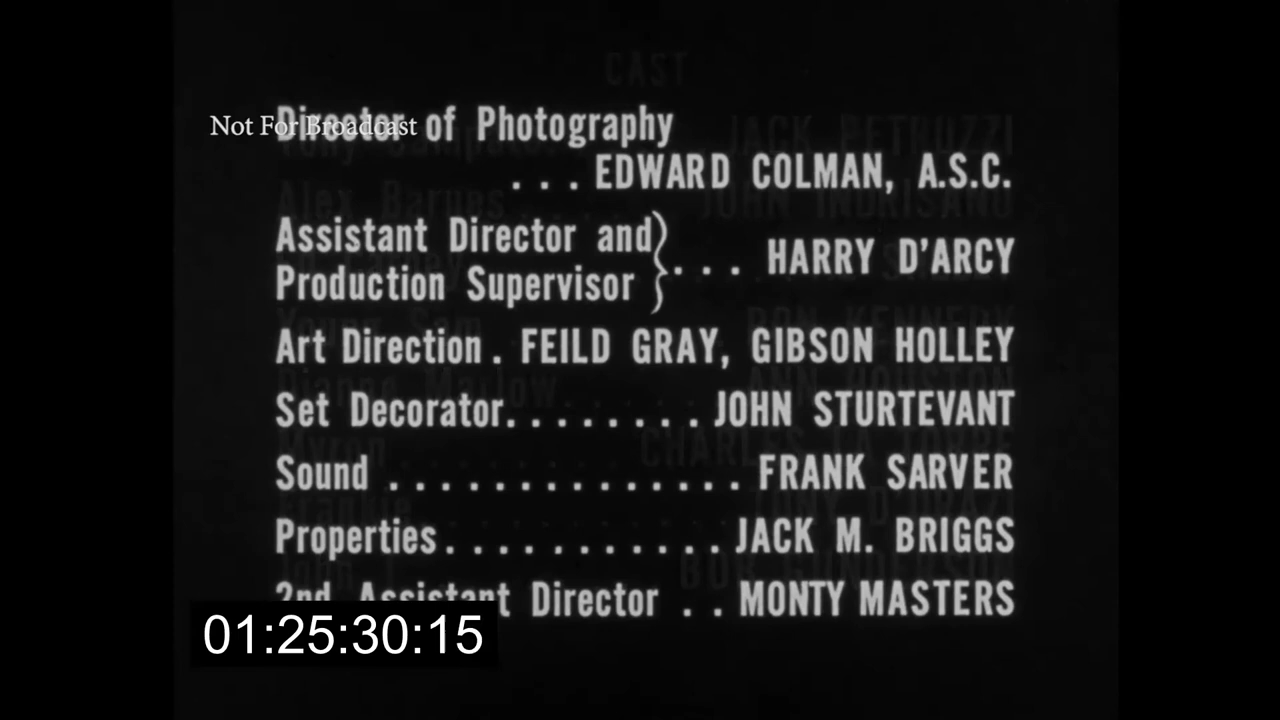 CAST
Not For Broadcast
Director of Photography
. . . EDWARD COLMAN, A.S.C.
Assistant Director and
Production Supervisor } . . . HARRY D'ARCY
Art Direction . FEILD GRAY, GIBSON HOLLEY
Set Decorator. . . . . . . . JOHN STURTEVANT
Sound . . . . . . . . . . . . . . FRANK SARVER
Properties. . . . . . . . . . . JACK M. BRIGGS
2nd Assistant Director . . MONTY MASTERS
01:25:30:15